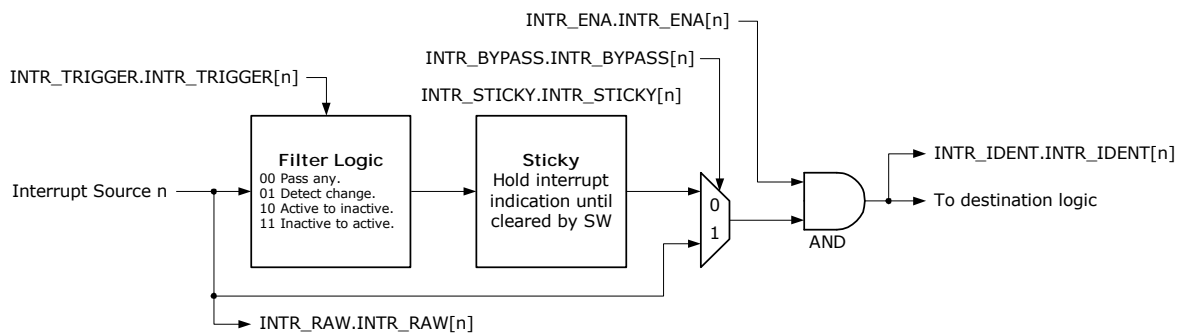 INTR_ENA.INTR_ENA[n]
INTR_BYPASS.INTR_BYPASS[n]
INTR_TRIGGER.INTR_TRIGGER[n]
INTR_STICKY.INTR_STICKY[n]
Filter Logic
00 Pass any.
01 Detect change.
10 Active to inactive.
11 Inactive to active.
Sticky
Hold interrupt
indication until
cleared by SW
INTR_IDENT.INTR_IDENT[n]
Interrupt Source n
0
1
To destination logic
AND
INTR_RAW.INTR_RAW[n]